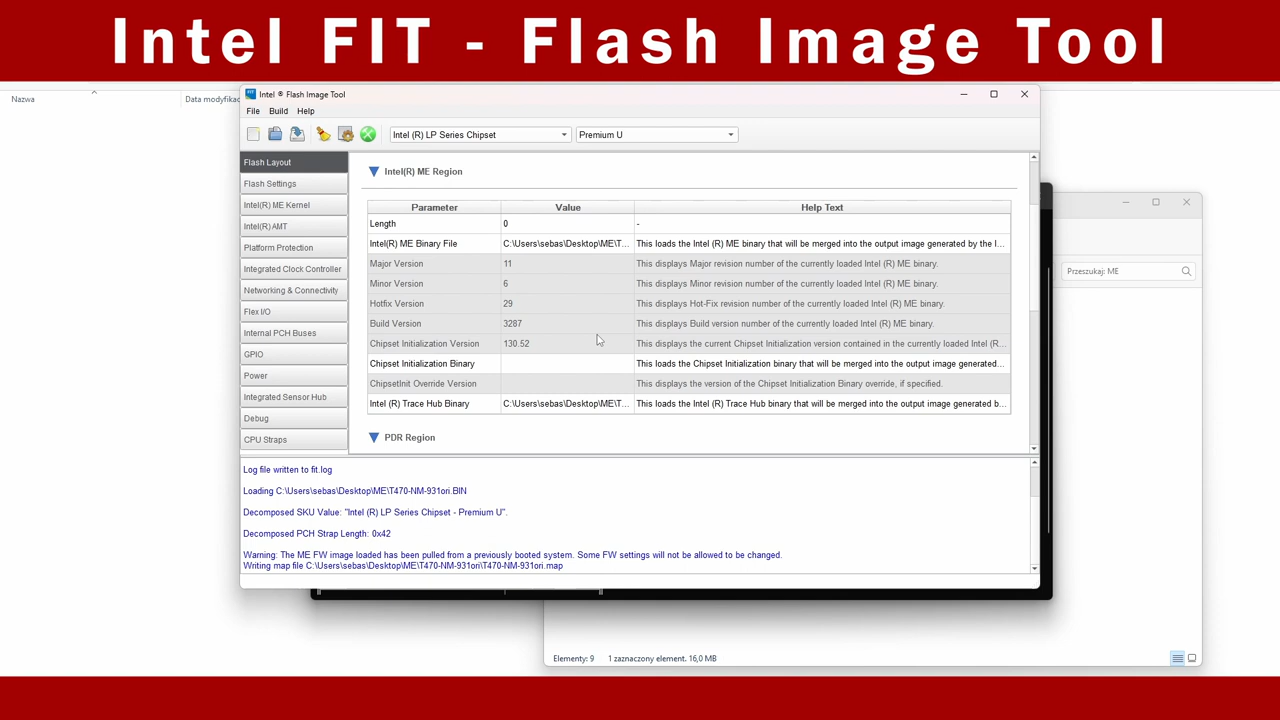 Intel FIT - Flash Image Tool
Nazwa
Data modyfikac
Intel ® Flash Image Tool
File Build Help
Intel (R) LP Series Chipset
Premium U
Flash Layout
Flash Settings
Intel(R) ME Kernel
Intel(R) AMT
Platform Protection
Integrated Clock Controller
Networking & Connectivity
Flex I/O
Internal PCH Buses
GPIO
Power
Integrated Sensor Hub
Debug
CPU Straps
Intel(R) ME Region
Parameter Value Help Text
Length 0 -
Intel(R) ME Binary File C:\Users\sebas\Desktop\ME\T... This loads the Intel (R) ME binary that will be merged into the output image generated by the I...
Major Version 11 This displays Major revision number of the currently loaded Intel (R) ME binary.
Minor Version 6 This displays Minor revision number of the currently loaded Intel (R) ME binary.
Hotfix Version 29 This displays Hot-Fix revision number of the currently loaded Intel (R) ME binary.
Build Version 3287 This displays Build version number of the currently loaded Intel (R) ME binary.
Chipset Initialization Version 130.52 This displays the current Chipset Initialization version contained in the currently loaded Intel (R...
Chipset Initialization Binary This loads the Chipset Initialization binary that will be merged into the output image generated...
ChipsetInit Override Version This displays the version of the Chipset Initialization Binary override, if specified.
Intel (R) Trace Hub Binary C:\Users\sebas\Desktop\ME\T... This loads the Intel (R) Trace Hub binary that will be merged into the output image generated b...
PDR Region
Log file written to fit.log
Loading C:\Users\sebas\Desktop\ME\T470-NM-931ori.BIN
Decomposed SKU Value: "Intel (R) LP Series Chipset - Premium U".
Decomposed PCH Strap Length: 0x42
Warning: The ME FW image loaded has been pulled from a previously booted system. Some FW settings will not be allowed to be changed.
Writing map file C:\Users\sebas\Desktop\ME\T470-NM-931ori\T470-NM-931ori.map
Przeszukaj: ME
Elementy: 9 1 zaznaczony element. 16,0 MB